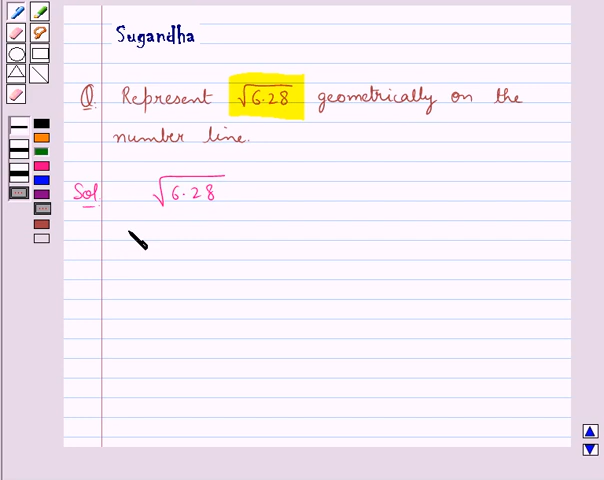 Sugandha
Q. Represent √6.28 geometrically on the
number line.
Sol √6.28